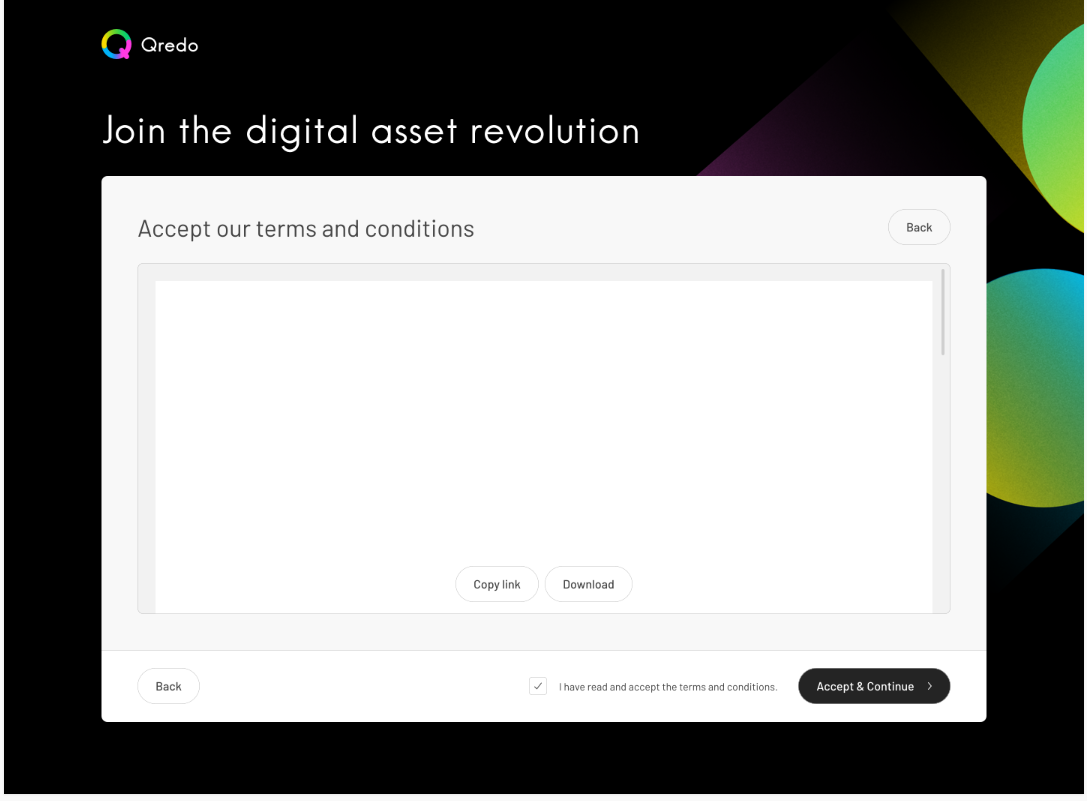 Qredo
Join the digital asset revolution
Accept our terms and conditions
Back
Copy link
Download
Back
I have read and accept the terms and conditions.
Accept & Continue